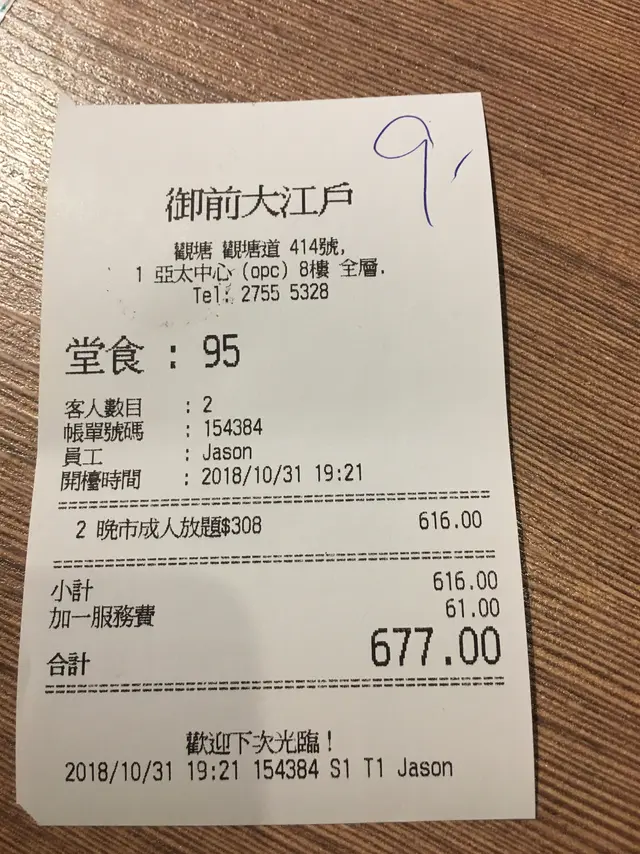 9,
御前大江戶
觀塘 觀塘道 414號,
1 亞太中心 (opc) 8樓 全層.
Tel: 2755 5328
堂食 : 95
客人數目 : 2
帳單號碼 : 154384
員工 : Jason
開檯時間 : 2018/10/31 19:21
2 晚市成人放題$308 616.00
小計 616.00
加一服務費 61.00
合計 677.00
歡迎下次光臨！
2018/10/31 19:21 154384 S1 T1 Jason